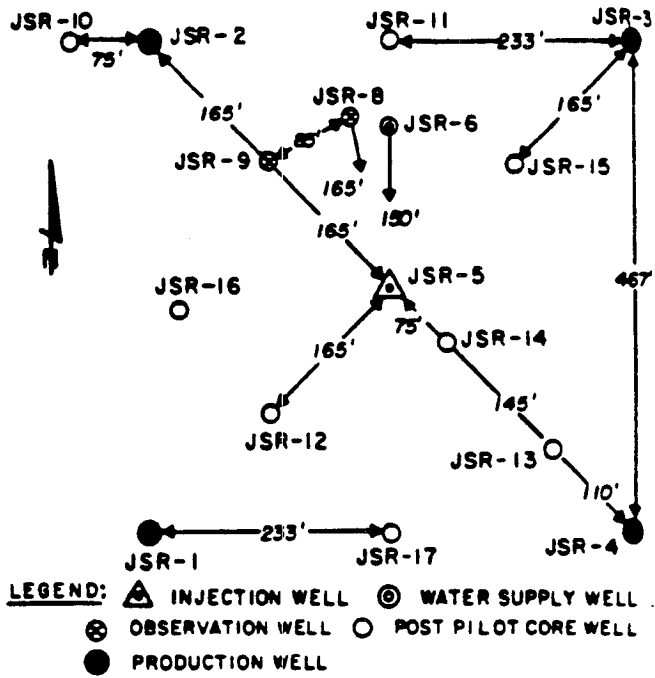 JSR-10
JSR-2
JSR-11
JSR-3
75'
233'
JSR-8
165'
JSR-6
165'
85'
JSR-9
JSR-15
165'
150'
165'
JSR-5
467'
JSR-16
75'
JSR-14
165'
145'
JSR-12
JSR-13
110'
233'
JSR-1
JSR-17
JSR-4
LEGEND:
INJECTION WELL
WATER SUPPLY WELL
OBSERVATION WELL
POST PILOT CORE WELL
PRODUCTION WELL